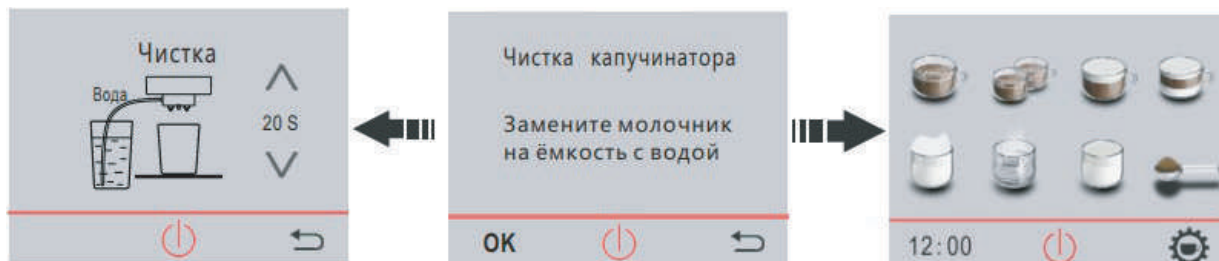 Чистка
Вода
20 S
Чистка капучинатора
Замените молочник
на ёмкость с водой
OK
12:00